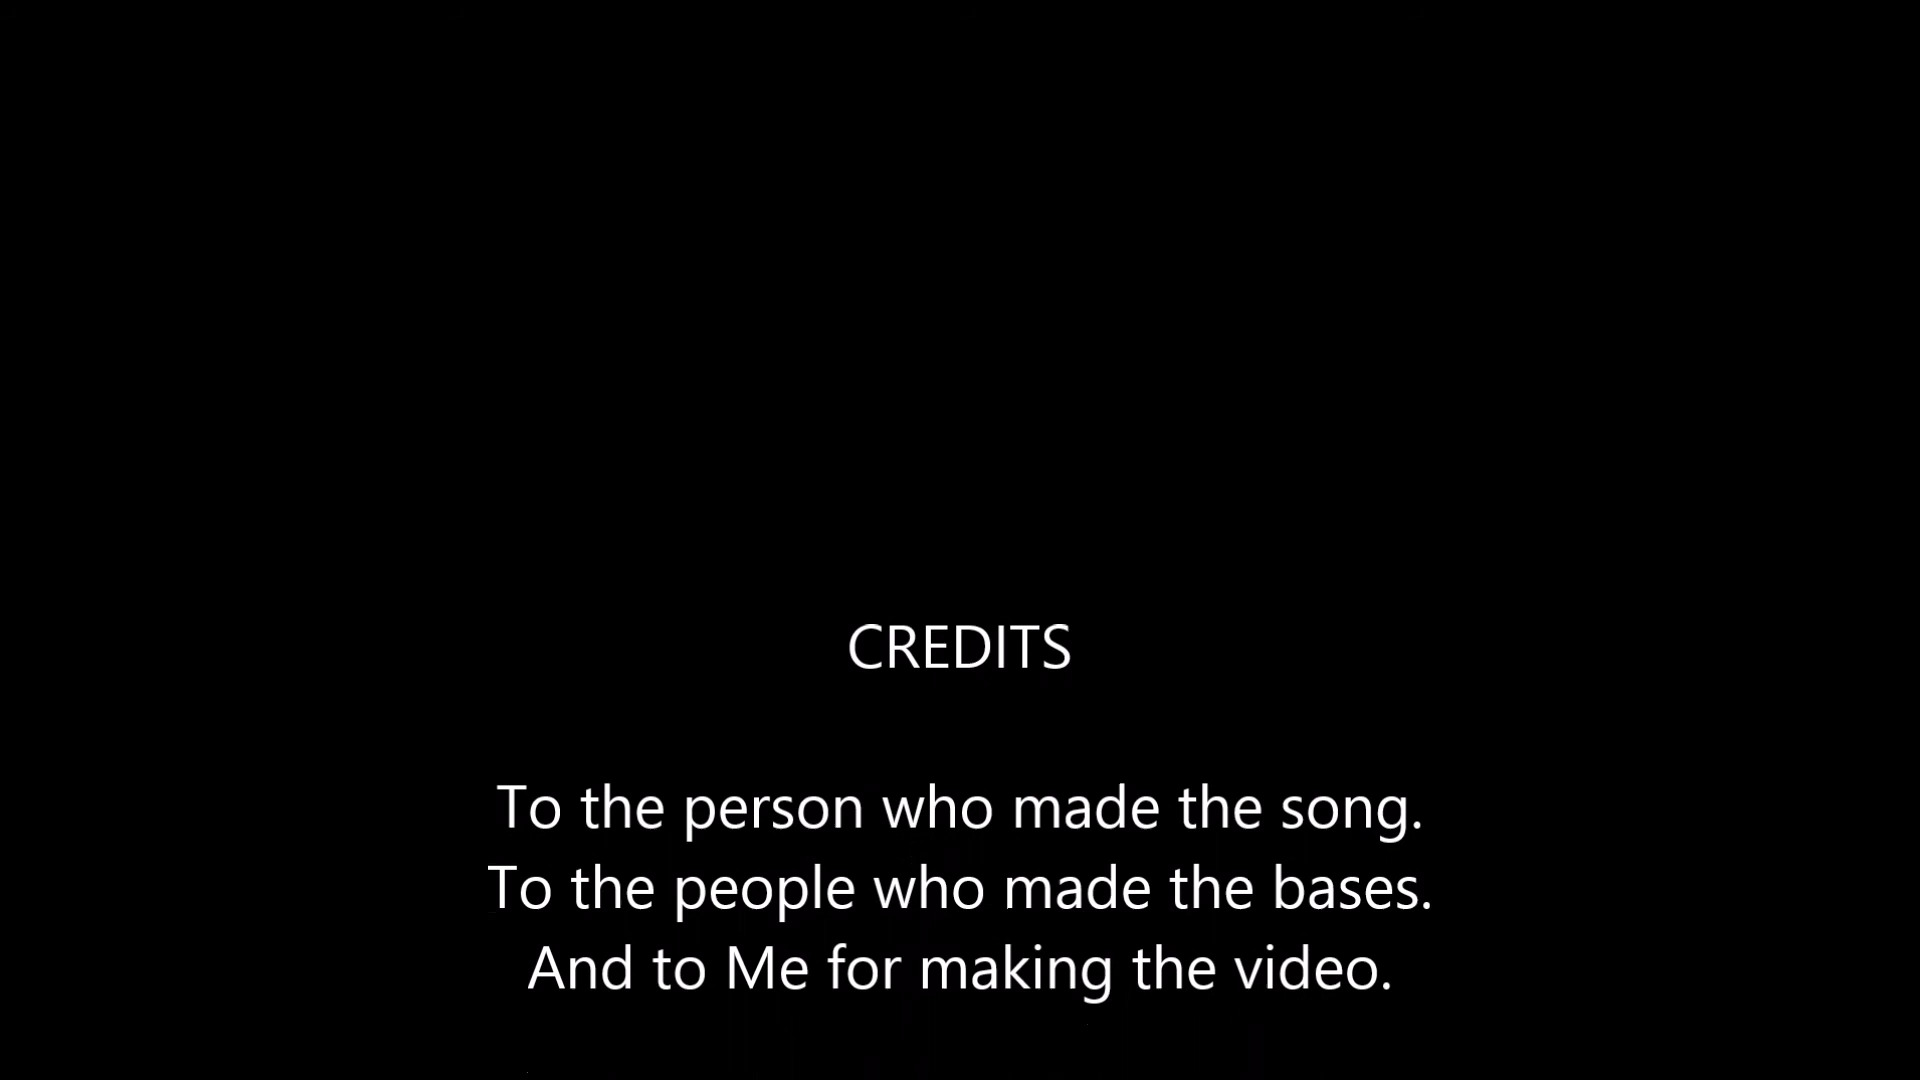 CREDITS
To the person who made the song.
To the people who made the bases.
And to Me for making the video.